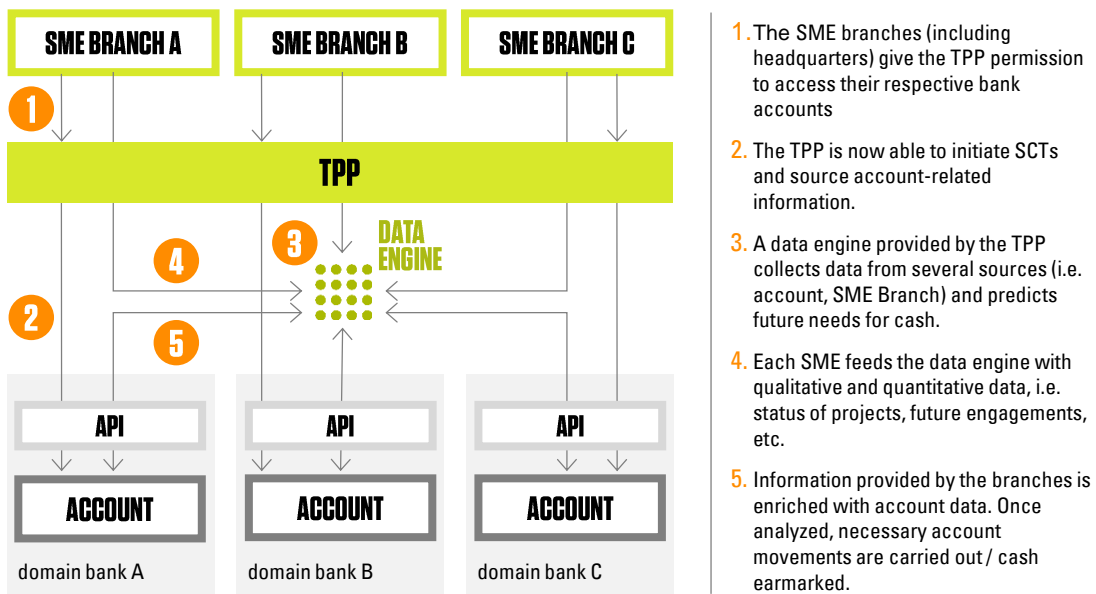 SME BRANCH A
SME BRANCH B
SME BRANCH C
1
TPP
3
DATA
ENGINE
4
2
5
API
API
API
ACCOUNT
ACCOUNT
ACCOUNT
domain bank A
domain bank B
domain bank C
1. The SME branches (including
headquarters) give the TPP permission
to access their respective bank
accounts
2. The TPP is now able to initiate SCTs
and source account-related
information.
3. A data engine provided by the TPP
collects data from several sources (i.e.
account, SME Branch) and predicts
future needs for cash.
4. Each SME feeds the data engine with
qualitative and quantitative data, i.e.
status of projects, future engagements,
etc.
5. Information provided by the branches is
enriched with account data. Once
analyzed, necessary account
movements are carried out / cash
earmarked.